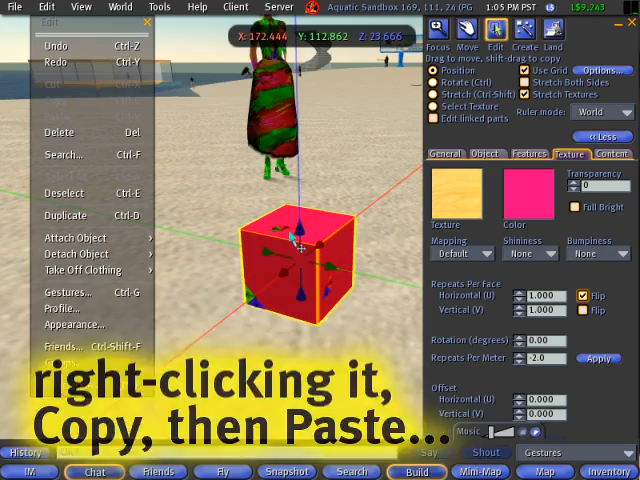 File Edit View World Tools Help Client Server Aquatic Sandbox 169, 111, 24 (PG 1:05 PM PST L$9,243
Edit
Undo Ctrl-Z
Redo Ctrl-Y
Cut Ctrl-X
Delete Del
Search... Ctrl-F
Deselect Ctrl-E
Duplicate Ctrl-D
Attach Object
Detach Object
Take Off Clothing
Gestures... Ctrl-G
Profile...
Appearance...
Friends... Ctrl-Shift-F
X: 172.444 Y: 112.862 Z: 23.666
Focus Move Edit Create Land
Drag to move, shift-drag to copy
Position
Rotate (Ctrl)
Stretch (Ctrl-Shift)
Select Texture
Edit linked parts
Use Grid Options...
Stretch Both Sides
Stretch Textures
Ruler mode: World
<< Less
General Object Features Texture Content
Texture
Color
Transparency
0
Full Bright
Mapping Shininess Bumpiness
Default None None
Repeats Per Face
Horizontal (U) 1.000 Flip
Vertical (V) 1.000 Flip
Rotation (degrees) 0.00
Repeats Per Meter -2.0 Apply
Offset
Horizontal (U) 0.000
Vertical (V) 0.000
right-clicking it,
Copy, then Paste...
Music
History Say Shout Gestures
IM Chat Friends Fly Snapshot Search Build Mini-Map Map Inventory